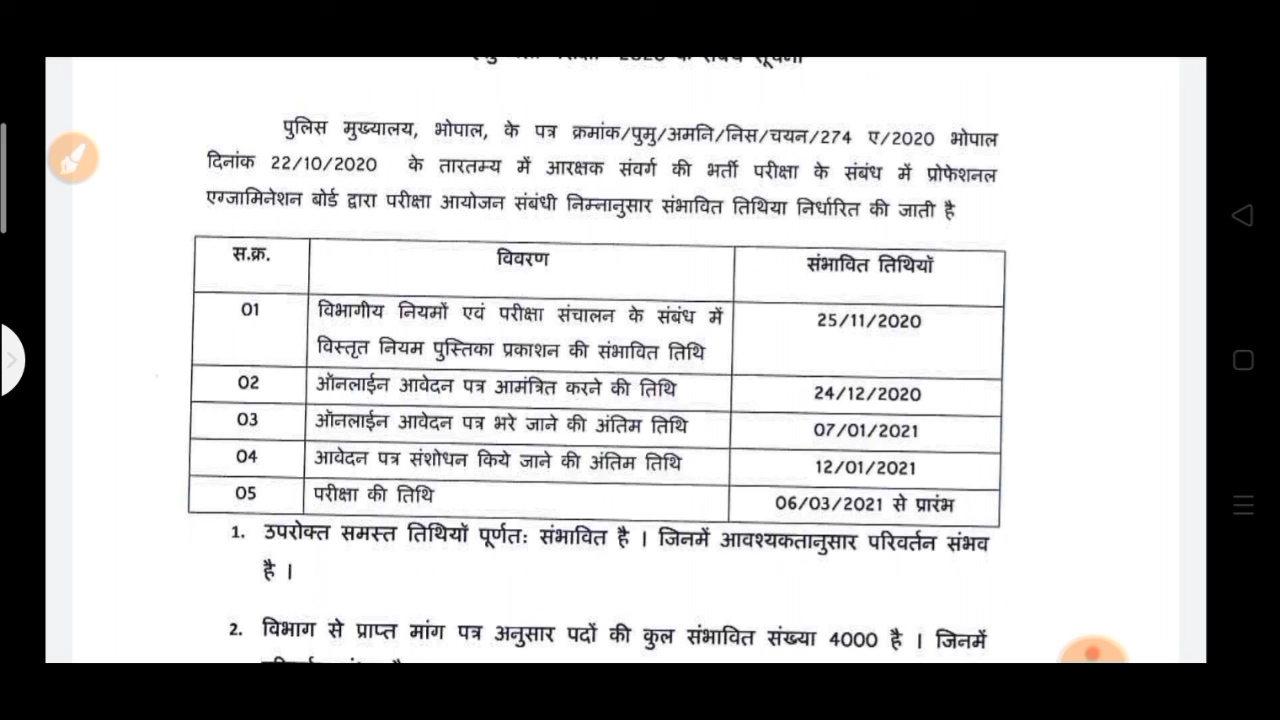 2020 के संबंध सूचना
पुलिस मुख्यालय, भोपाल, के पत्र क्रमांक/पुमु/अमनि/निस/चयन/274 ए/2020 भोपाल
दिनांक 22/10/2020 के तारतम्य में आरक्षक संवर्ग की भर्ती परीक्षा के संबंध में प्रोफेशनल
एग्जामिनेशन बोर्ड द्वारा परीक्षा आयोजन संबंधी निम्नानुसार संभावित तिथिया निर्धारित की जाती है
स.क्र. विवरण संभावित तिथियॉ
01 विभागीय नियमों एवं परीक्षा संचालन के संबंध में 25/11/2020
विस्तृत नियम पुस्तिका प्रकाशन की संभावित तिथि
02 ऑनलाईन आवेदन पत्र आमंत्रित करने की तिथि 24/12/2020
03 ऑनलाईन आवेदन पत्र भरे जाने की अंतिम तिथि 07/01/2021
04 आवेदन पत्र संशोधन किये जाने की अंतिम तिथि 12/01/2021
05 परीक्षा की तिथि 06/03/2021 से प्रारंभ
1. उपरोक्त समस्त तिथियॉ पूर्णतः संभावित है । जिनमें आवश्यकतानुसार परिवर्तन संभव
है ।
2. विभाग से प्राप्त मांग पत्र अनुसार पदों की कुल संभावित संख्या 4000 है । जिनमें